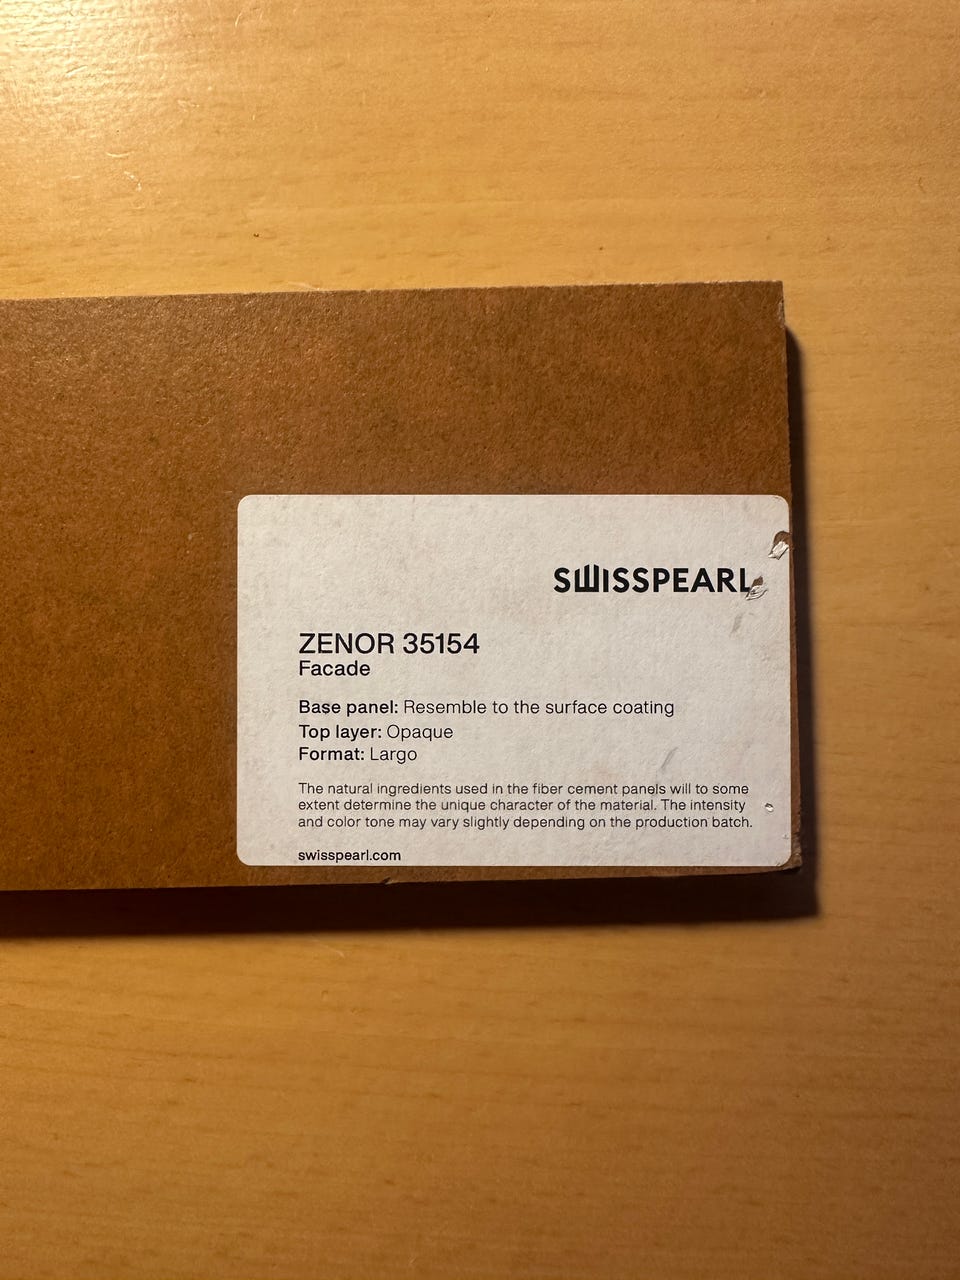 SWISSPEARL
ZENOR 35154
Facade
Base panel: Resemble to the surface coating
Top layer: Opaque
Format: Largo
The natural ingredients used in the fiber cement panels will to some
extent determine the unique character of the material. The intensity
and color tone may vary slightly depending on the production batch.
swisspearl.com